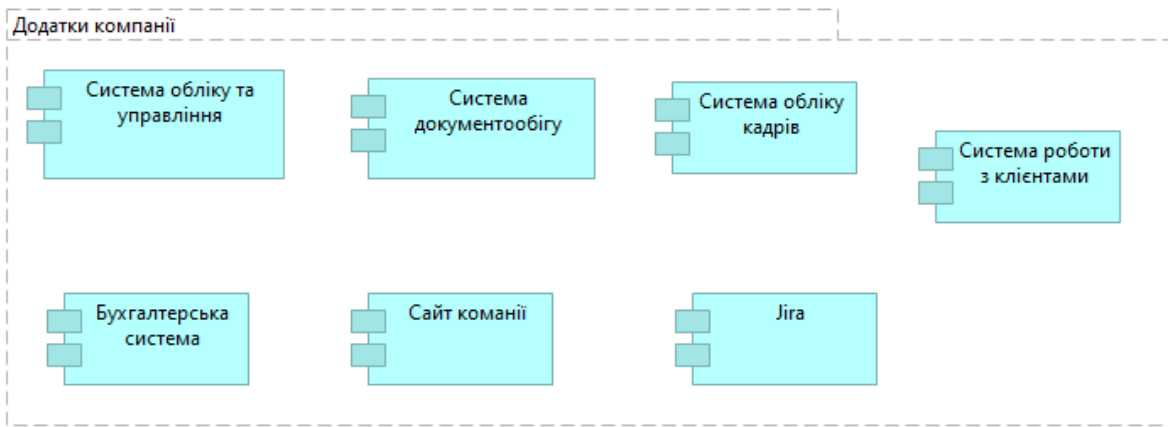 Додатки компанії
Система обліку та
управління
Система
документообігу
Система обліку
кадрів
Система роботи
з клієнтами
Бухгалтерська
система
Сайт команії
Jira